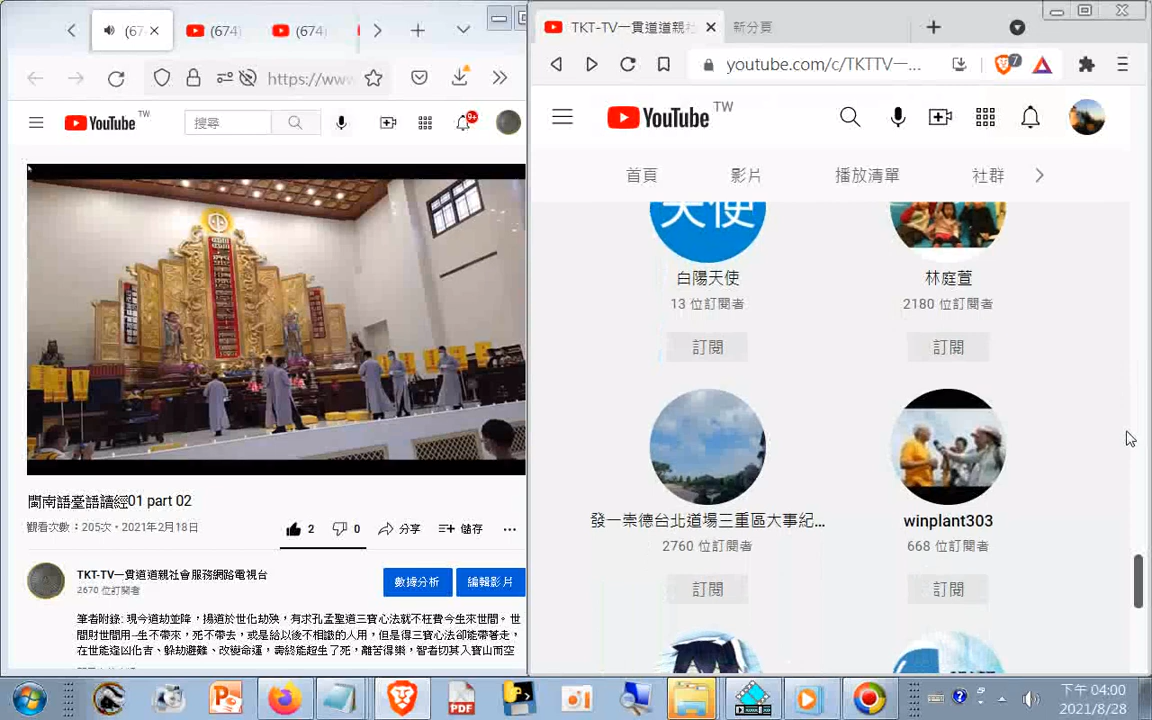 (67
(674)
(674)
https://www
YouTube TW
搜尋
9+
閩南語臺語讀經01 part 02
觀看次數：205次・2021年2月18日
2
0
分享
儲存
TKT-TV一貫道道親社會服務網路電視台
2670 位訂閱者
數據分析
編輯影片
筆者附錄: 現今道劫並降，揚道於世化劫殃，有求孔孟聖道三寶心法就不枉費今生來世間。世
間財世間用一生不帶來，死不帶去，或是給以後不相識的人用，但是得三寶心法卻能帶著走，
在世能逢凶化吉、躲劫避難、改變命運，壽終能超生了死，離苦得樂，智者切莫入寶山而空
TKT-TV一貫道道親社
新分頁
youtube.com/c/TKTTV一...
7
YouTube TW
首頁
影片
播放清單
社群
天使
白陽天使
13 位訂閱者
訂閱
林庭萱
2180 位訂閱者
訂閱
發一崇德台北道場三重區大事紀...
2760 位訂閱者
訂閱
winplant303
668 位訂閱者
訂閱
PDF
下午 04:00
2021/8/28